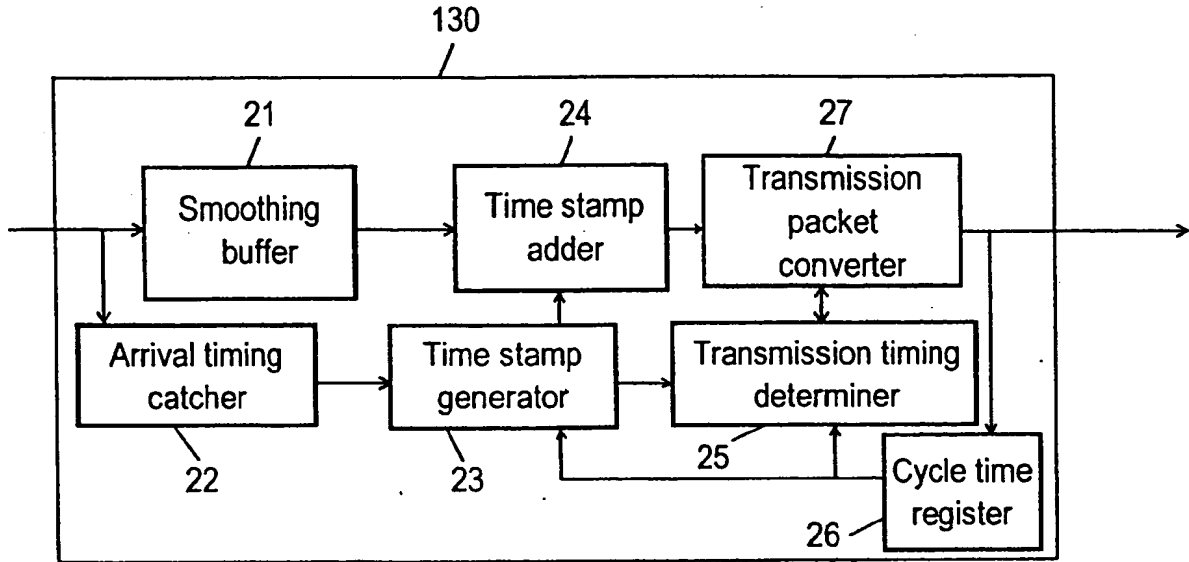 130
21
24
27
Smoothing
buffer
Time stamp
adder
Transmission
packet
converter
Arrival timing
catcher
Time stamp
generator
Transmission timing
determiner
22
23
25
26
Cycle time
register